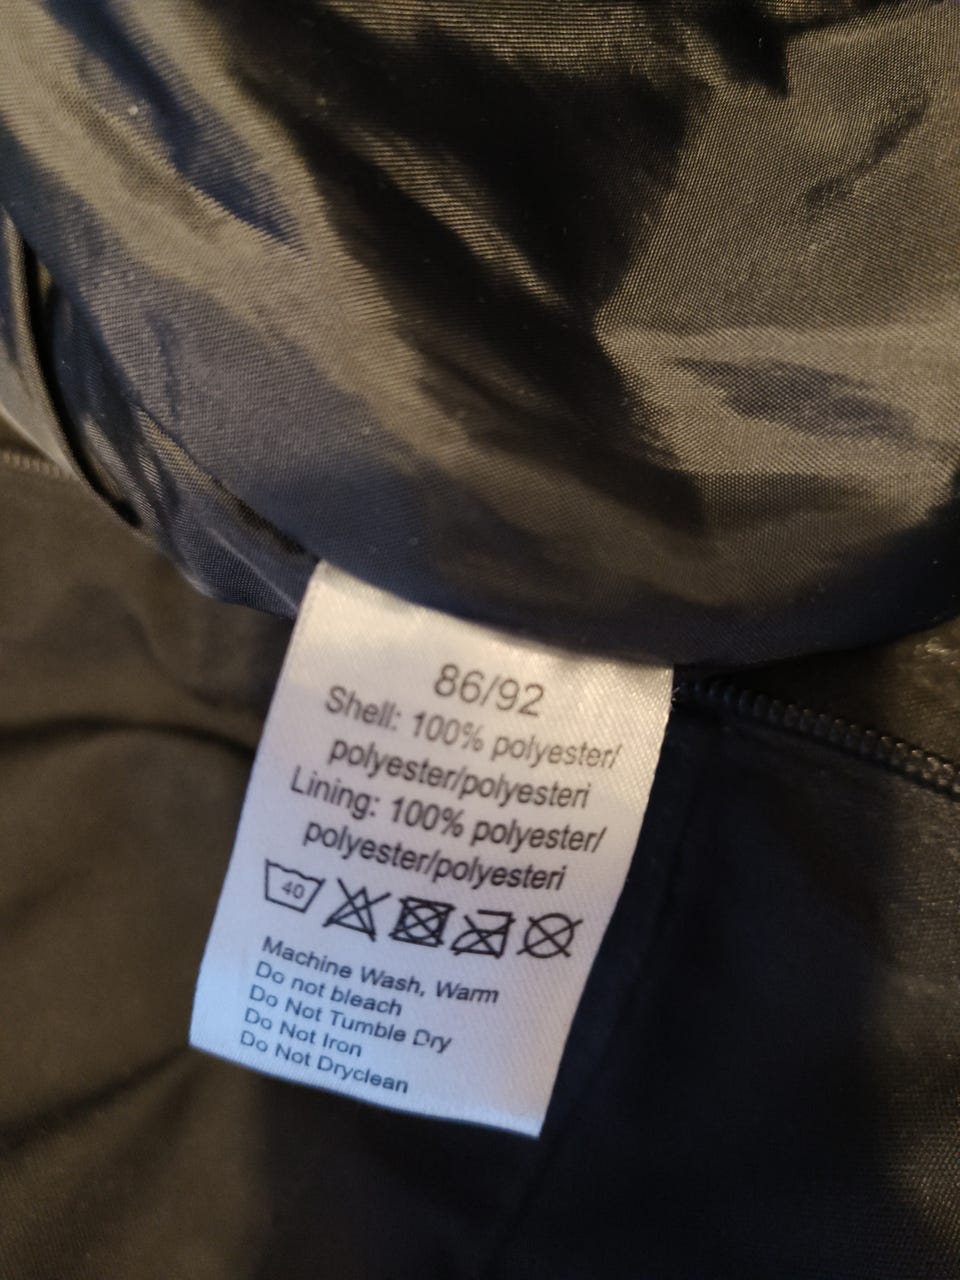 86/92
Shell: 100% polyester/
polyester/polyesteri
Lining: 100% polyester/
polyester/polyesteri
40
Machine Wash, Warm
Do not bleach
Do Not Tumble Dry
Do Not Iron
Do Not Dryclean